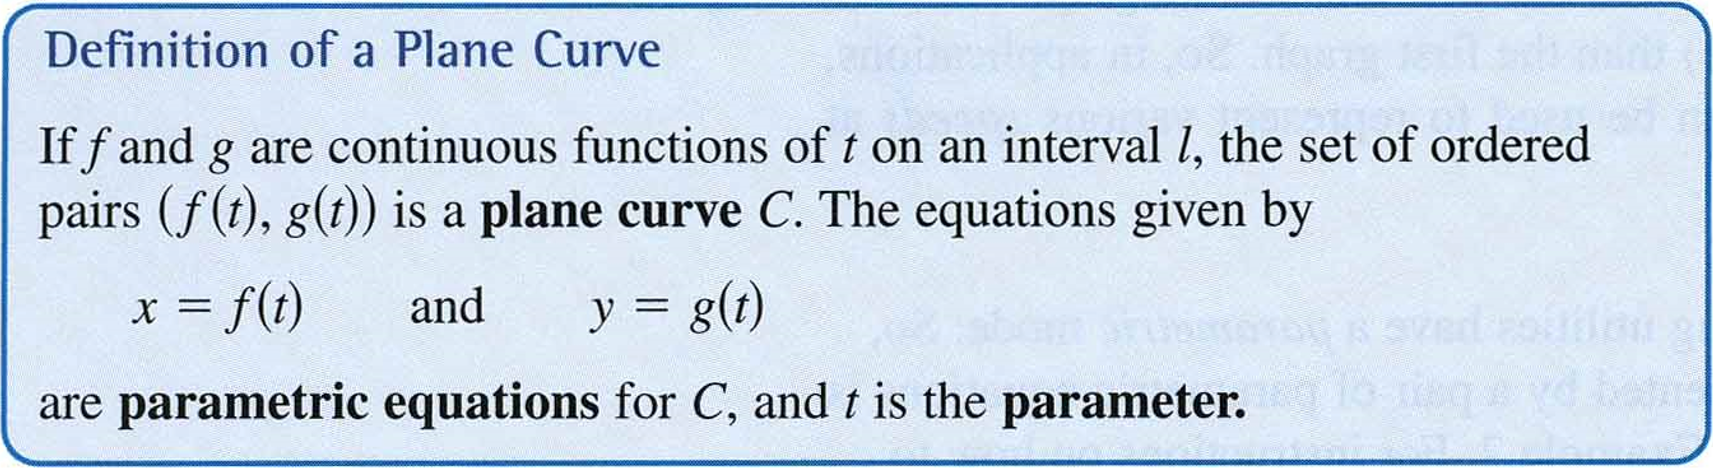 Definition of a Plane Curve
If f and g are continuous functions of t on an interval l, the set of ordered
pairs (f(t), g(t)) is a plane curve C. The equations given by
x = f(t) and y = g(t)
are parametric equations for C, and t is the parameter.